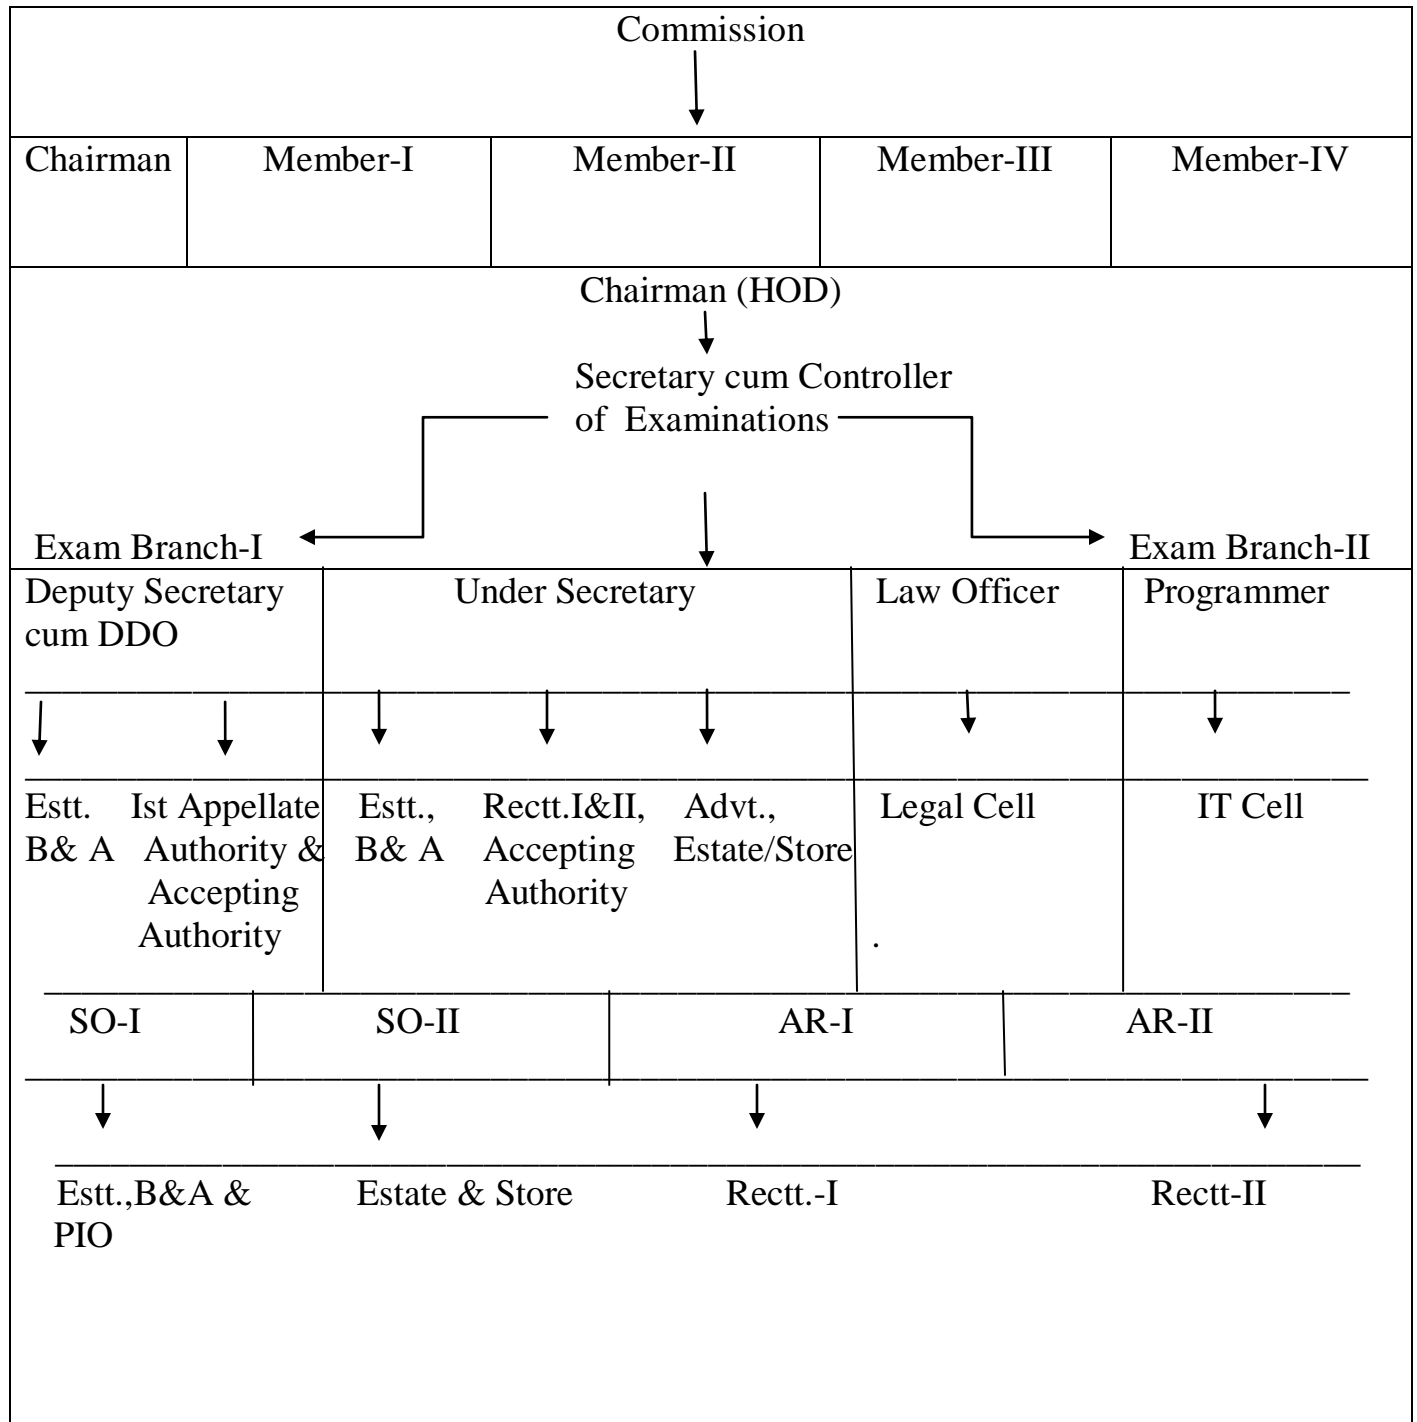 Commission
Chairman Member-I Member-II Member-III Member-IV
Chairman (HOD)
Secretary cum Controller
of Examinations
Exam Branch-I Exam Branch-II
Deputy Secretary Under Secretary Law Officer Programmer
cum DDO
Estt. Ist Appellate Estt., Rectt.I&II, Advt., Legal Cell IT Cell
B& A Authority & B& A Accepting Estate/Store
Accepting Authority
Authority .
SO-I SO-II AR-I AR-II
Estt.,B&A & Estate & Store Rectt.-I Rectt-II
PIO